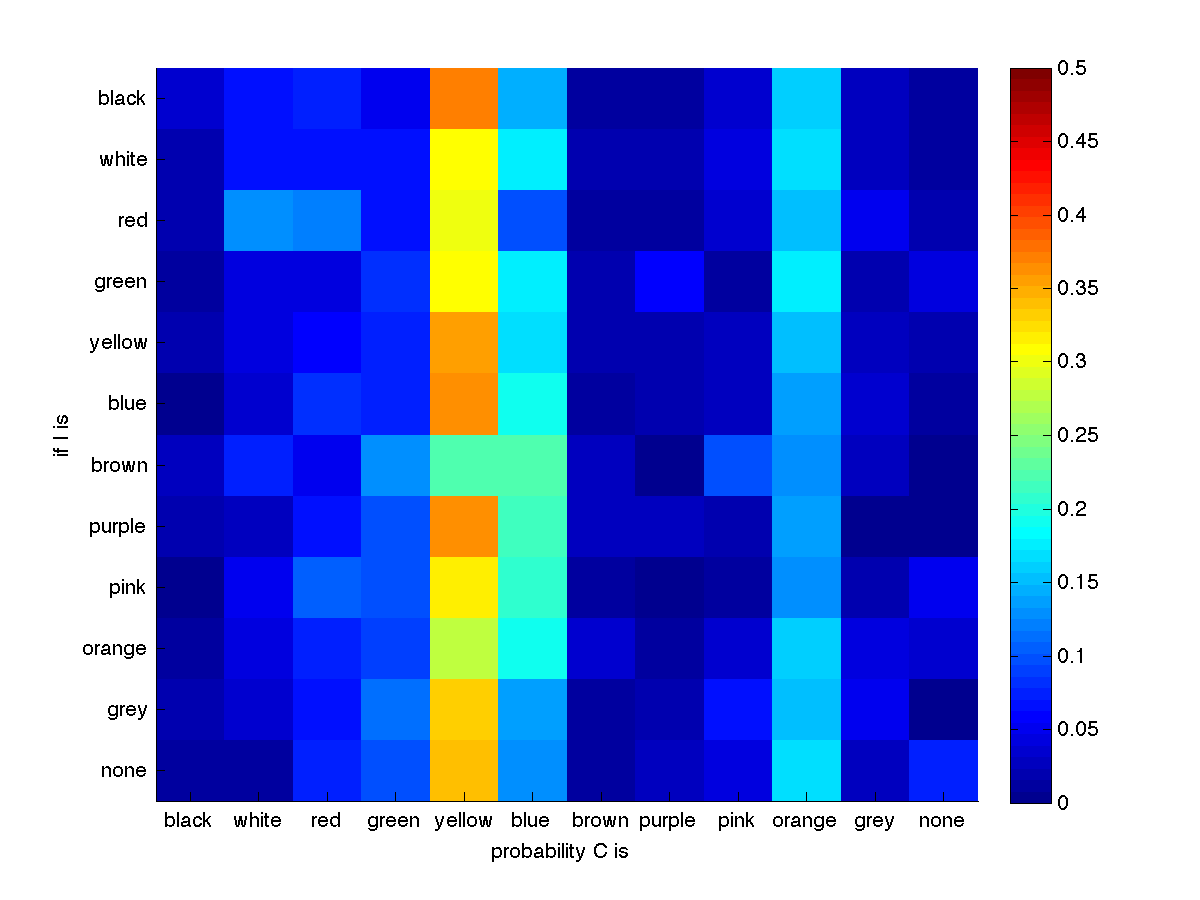 if I is
black
white
red
green
yellow
blue
brown
purple
pink
orange
grey
none
black white red green yellow blue brown purple pink orange grey none
probability C is
0.5
0.45
0.4
0.35
0.3
0.25
0.2
0.15
0.1
0.05
0